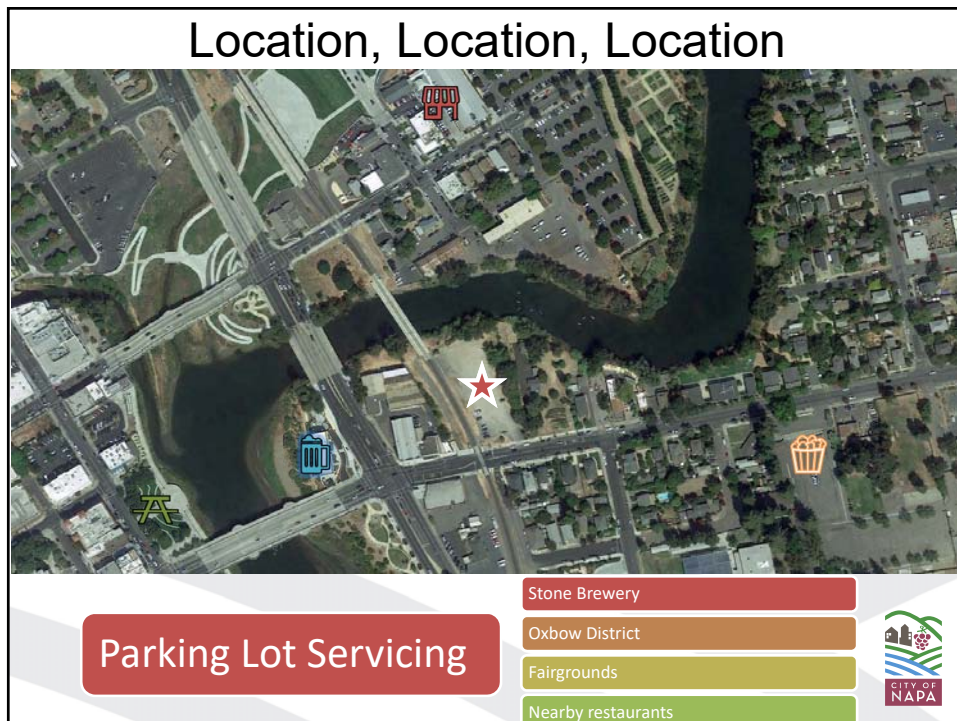 Location, Location, Location
Parking Lot Servicing
Stone Brewery
Oxbow District
Fairgrounds
Nearby restaurants
CITY OF
NAPA